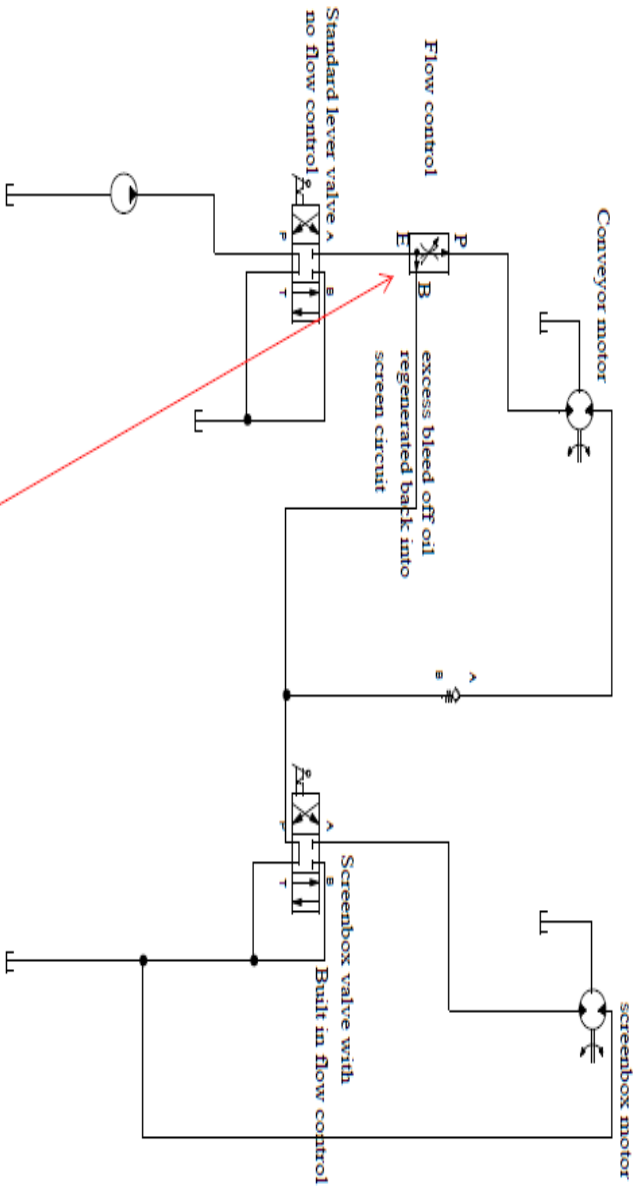 Conveyor motor
screenbox motor
Flow control
P
E
B
excess bleed off oil
regenerated back into
screen circuit
A
B
Standard lever valve
no flow control
A
B
P
T
Screenbox valve with
Built in flow control
A
B
P
T